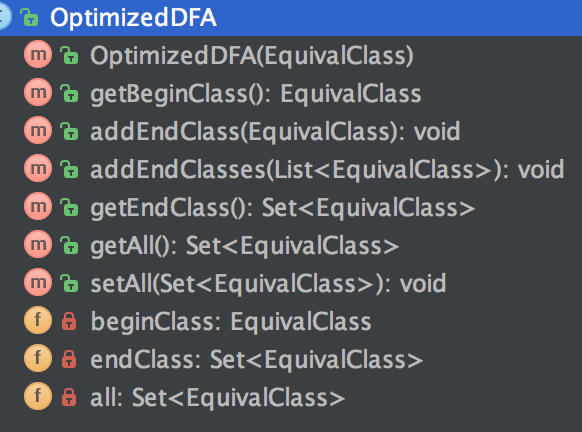 OptimizedDFA
m OptimizedDFA(EquivalClass)
m getBeginClass(): EquivalClass
m addEndClass(EquivalClass): void
m addEndClasses(List<EquivalClass>): void
m getEndClass(): Set<EquivalClass>
m getAll(): Set<EquivalClass>
m setAll(Set<EquivalClass>): void
f beginClass: EquivalClass
f endClass: Set<EquivalClass>
f all: Set<EquivalClass>